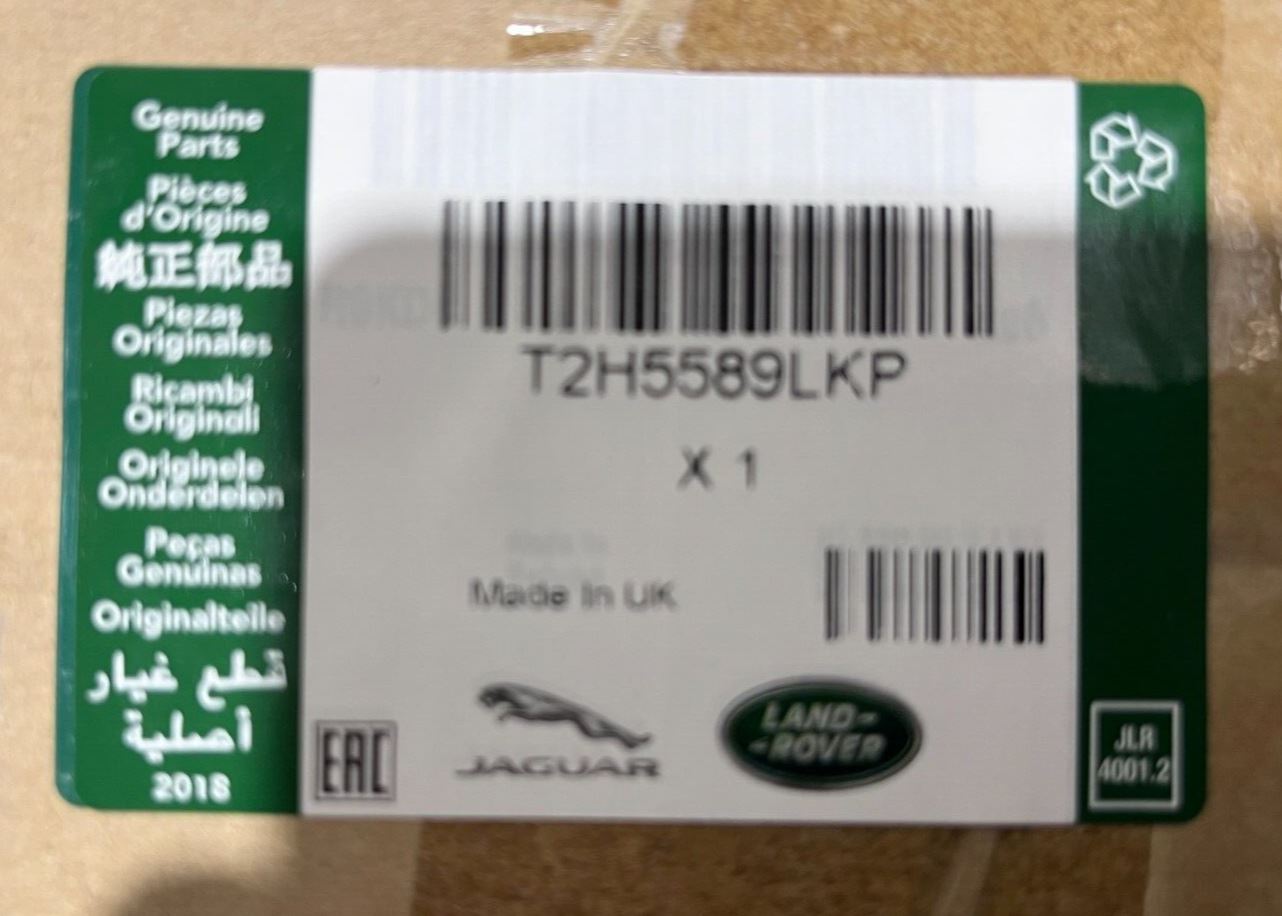 Genuine
Parts
Pièces
d'Origine
純正部品
Piezas
Originales
Ricambi
Originali
Originele
Onderdelen
Peças
Genuínas
Originalteile
قطع غيار
أصلية
2018
T2H5589LKP
X 1
Made In UK
EAC
JAGUAR
LAND-
-ROVER
JLR
4001.2